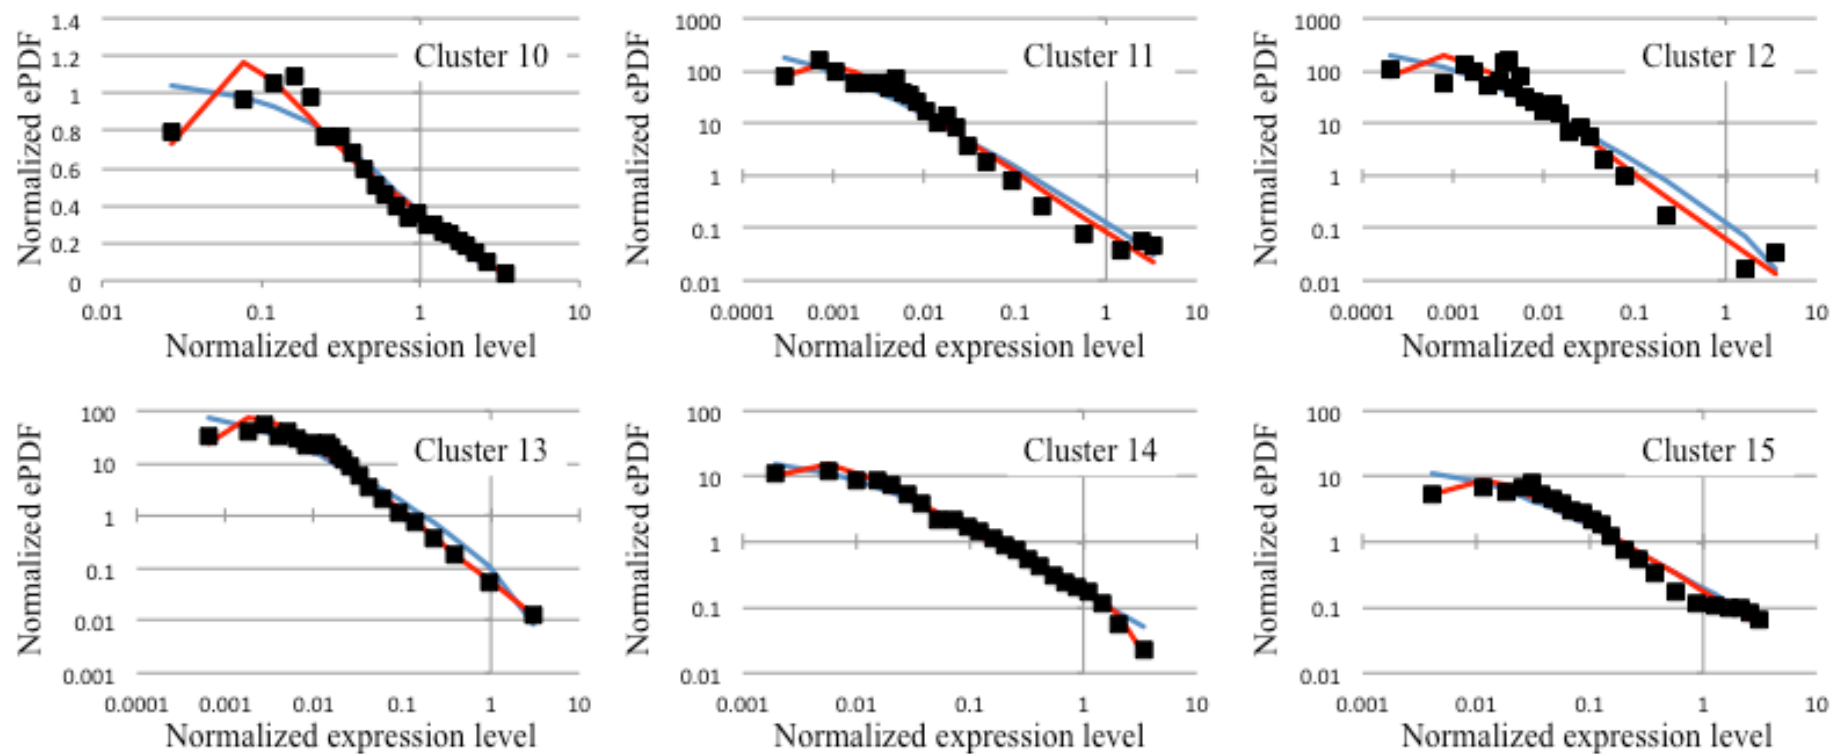 Normalized ePDF
1.4
1.2
1
0.8
0.6
0.4
0.2
0
Cluster 10
0.01 0.1 1 10
Normalized expression level
Normalized ePDF
1000
100
10
1
0.1
0.01
Cluster 11
0.0001 0.001 0.01 0.1 1 10
Normalized expression level
Normalized ePDF
1000
100
10
1
0.1
0.01
Cluster 12
0.0001 0.001 0.01 0.1 1 10
Normalized expression level
Normalized ePDF
100
10
1
0.1
0.01
0.001
Cluster 13
0.0001 0.001 0.01 0.1 1 10
Normalized expression level
Normalized ePDF
100
10
1
0.1
0.01
Cluster 14
0.001 0.01 0.1 1 10
Normalized expression level
Normalized ePDF
100
10
1
0.1
0.01
Cluster 15
0.001 0.01 0.1 1 10
Normalized expression level